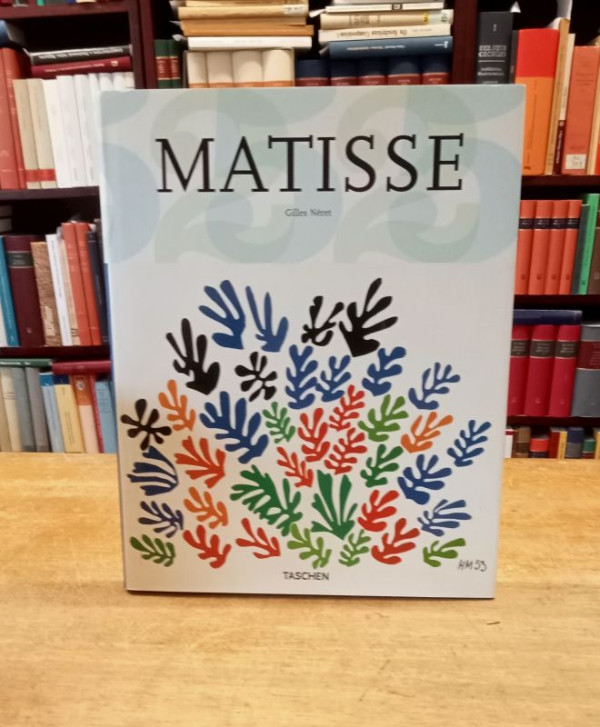 MATISSE
Gilles Néret
TASCHEN
HM 53